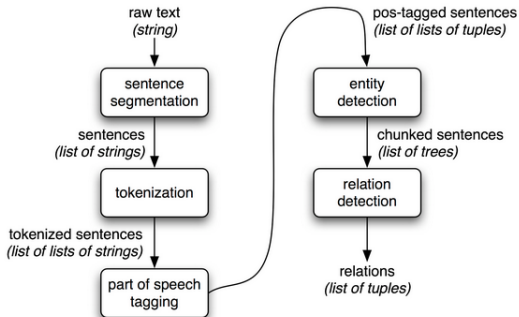 raw text
(string)
sentence
segmentation
sentences
(list of strings)
tokenization
tokenized sentences
(list of lists of strings)
part of speech
tagging
pos-tagged sentences
(list of lists of tuples)
entity
detection
chunked sentences
(list of trees)
relation
detection
relations
(list of tuples)